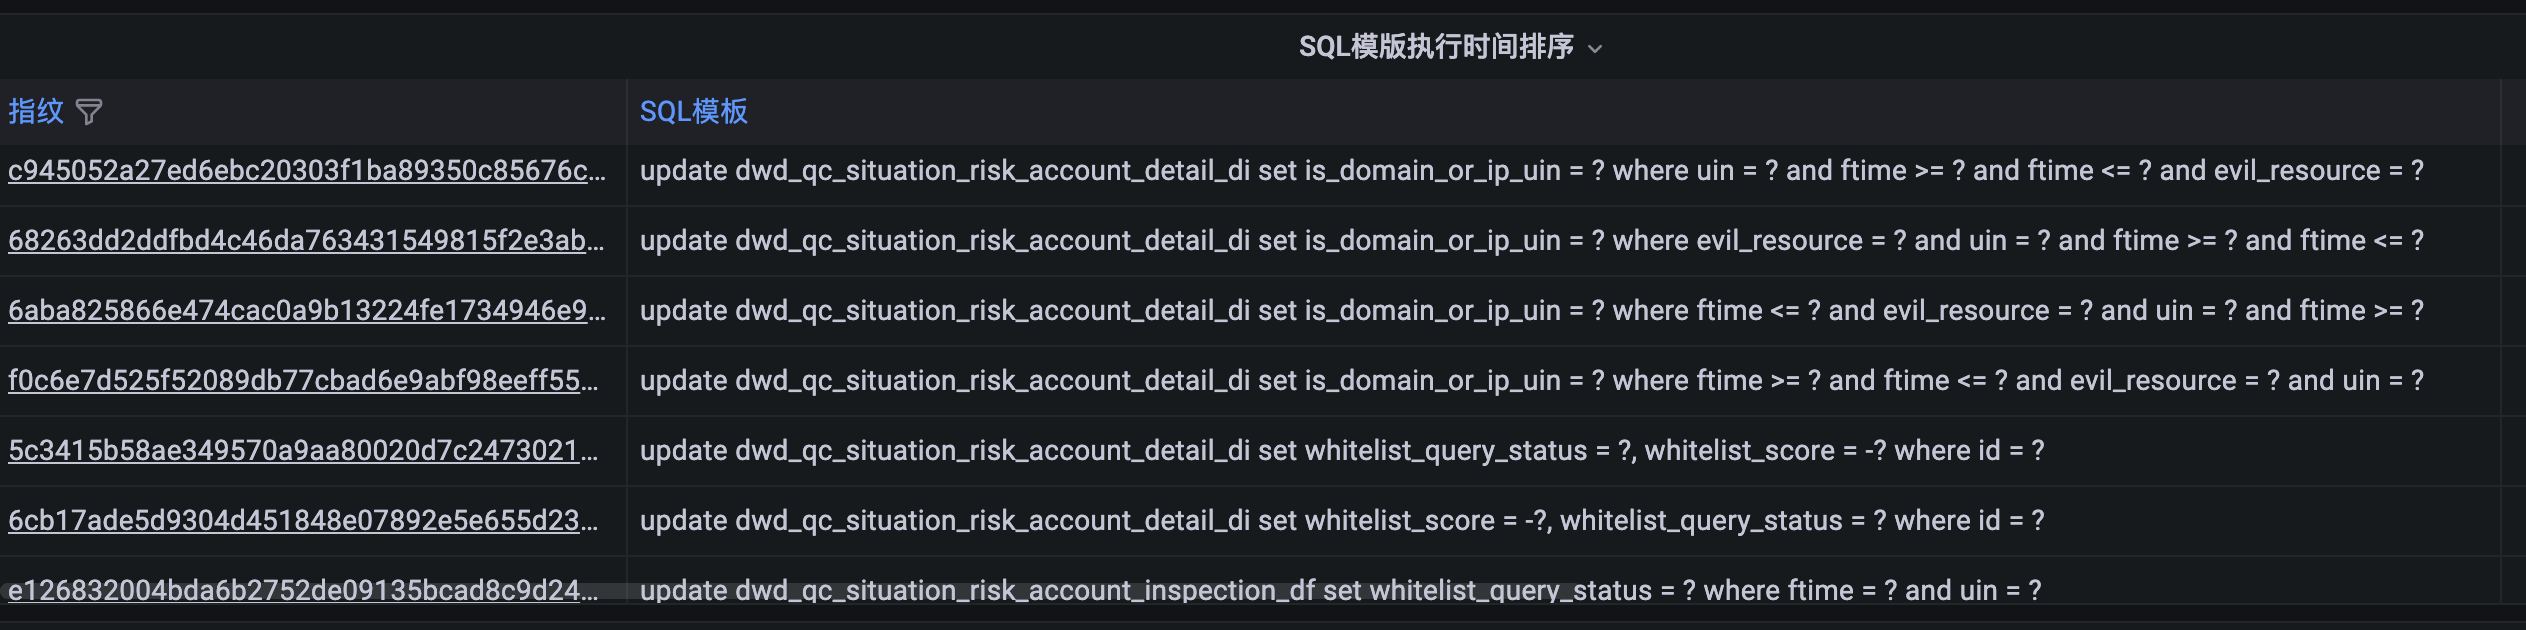 SQL模版执行时间排序
指纹 SQL模板
c945052a27ed6ebc20303f1ba89350c85676c... update dwd_qc_situation_risk_account_detail_di set is_domain_or_ip_uin = ? where uin = ? and ftime >= ? and ftime <= ? and evil_resource = ?
68263dd2ddfbd4c46da763431549815f2e3ab... update dwd_qc_situation_risk_account_detail_di set is_domain_or_ip_uin = ? where evil_resource = ? and uin = ? and ftime >= ? and ftime <= ?
6aba825866e474cac0a9b13224fe1734946e9... update dwd_qc_situation_risk_account_detail_di set is_domain_or_ip_uin = ? where ftime <= ? and evil_resource = ? and uin = ? and ftime >= ?
f0c6e7d525f52089db77cbad6e9abf98eeff55... update dwd_qc_situation_risk_account_detail_di set is_domain_or_ip_uin = ? where ftime >= ? and ftime <= ? and evil_resource = ? and uin = ?
5c3415b58ae349570a9aa80020d7c2473021... update dwd_qc_situation_risk_account_detail_di set whitelist_query_status = ?, whitelist_score = -? where id = ?
6cb17ade5d9304d451848e07892e5e655d23... update dwd_qc_situation_risk_account_detail_di set whitelist_score = -?, whitelist_query_status = ? where id = ?
e126832004bda6b2752de09135bcad8c9d24... update dwd_qc_situation_risk_account_inspection_df set whitelist_query_status = ? where ftime = ? and uin = ?